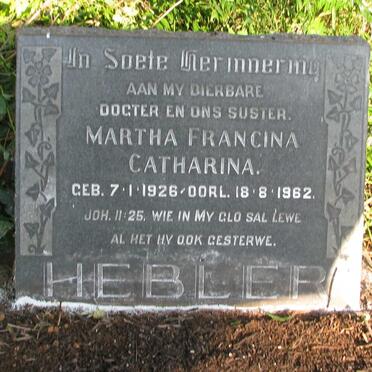 In Soete Herinnering
AAN MY DIERBARE
DOGTER EN ONS SUSTER.
MARTHA FRANCINA
CATHARINA.
GEB. 7-1-1926-OORL. 18-8-1962.
JOH. 11:25. WIE IN MY GLO SAL LEWE
AL HET HY OOK GESTERWE.
HEBLER